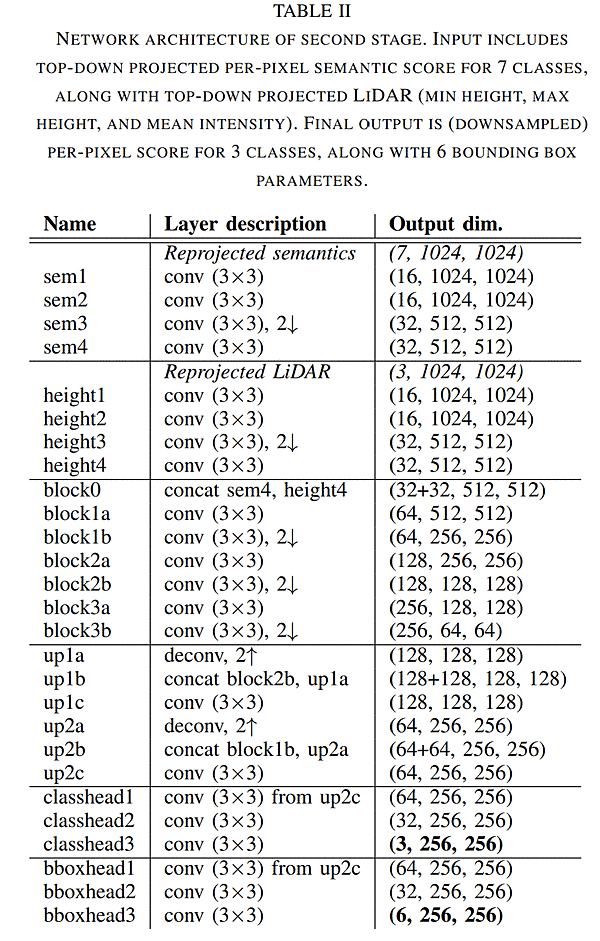 TABLE II
Network architecture of second stage. Input includes
top-down projected per-pixel semantic score for 7 classes,
along with top-down projected LiDAR (min height, max
height, and mean intensity). Final output is (downsampled)
per-pixel score for 3 classes, along with 6 bounding box
parameters.
Name Layer description Output dim.
Reprojected semantics (7, 1024, 1024)
sem1 conv (3×3) (16, 1024, 1024)
sem2 conv (3×3) (16, 1024, 1024)
sem3 conv (3×3), 2↓ (32, 512, 512)
sem4 conv (3×3) (32, 512, 512)
Reprojected LiDAR (3, 1024, 1024)
height1 conv (3×3) (16, 1024, 1024)
height2 conv (3×3) (16, 1024, 1024)
height3 conv (3×3), 2↓ (32, 512, 512)
height4 conv (3×3) (32, 512, 512)
block0 concat sem4, height4 (32+32, 512, 512)
block1a conv (3×3) (64, 512, 512)
block1b conv (3×3), 2↓ (64, 256, 256)
block2a conv (3×3) (128, 256, 256)
block2b conv (3×3), 2↓ (128, 128, 128)
block3a conv (3×3) (256, 128, 128)
block3b conv (3×3), 2↓ (256, 64, 64)
up1a deconv, 2↑ (128, 128, 128)
up1b concat block2b, up1a (128+128, 128, 128)
up1c conv (3×3) (128, 128, 128)
up2a deconv, 2↑ (64, 256, 256)
up2b concat block1b, up2a (64+64, 256, 256)
up2c conv (3×3) (64, 256, 256)
classhead1 conv (3×3) from up2c (64, 256, 256)
classhead2 conv (3×3) (32, 256, 256)
classhead3 conv (3×3) (3, 256, 256)
bboxhead1 conv (3×3) from up2c (64, 256, 256)
bboxhead2 conv (3×3) (32, 256, 256)
bboxhead3 conv (3×3) (6, 256, 256)